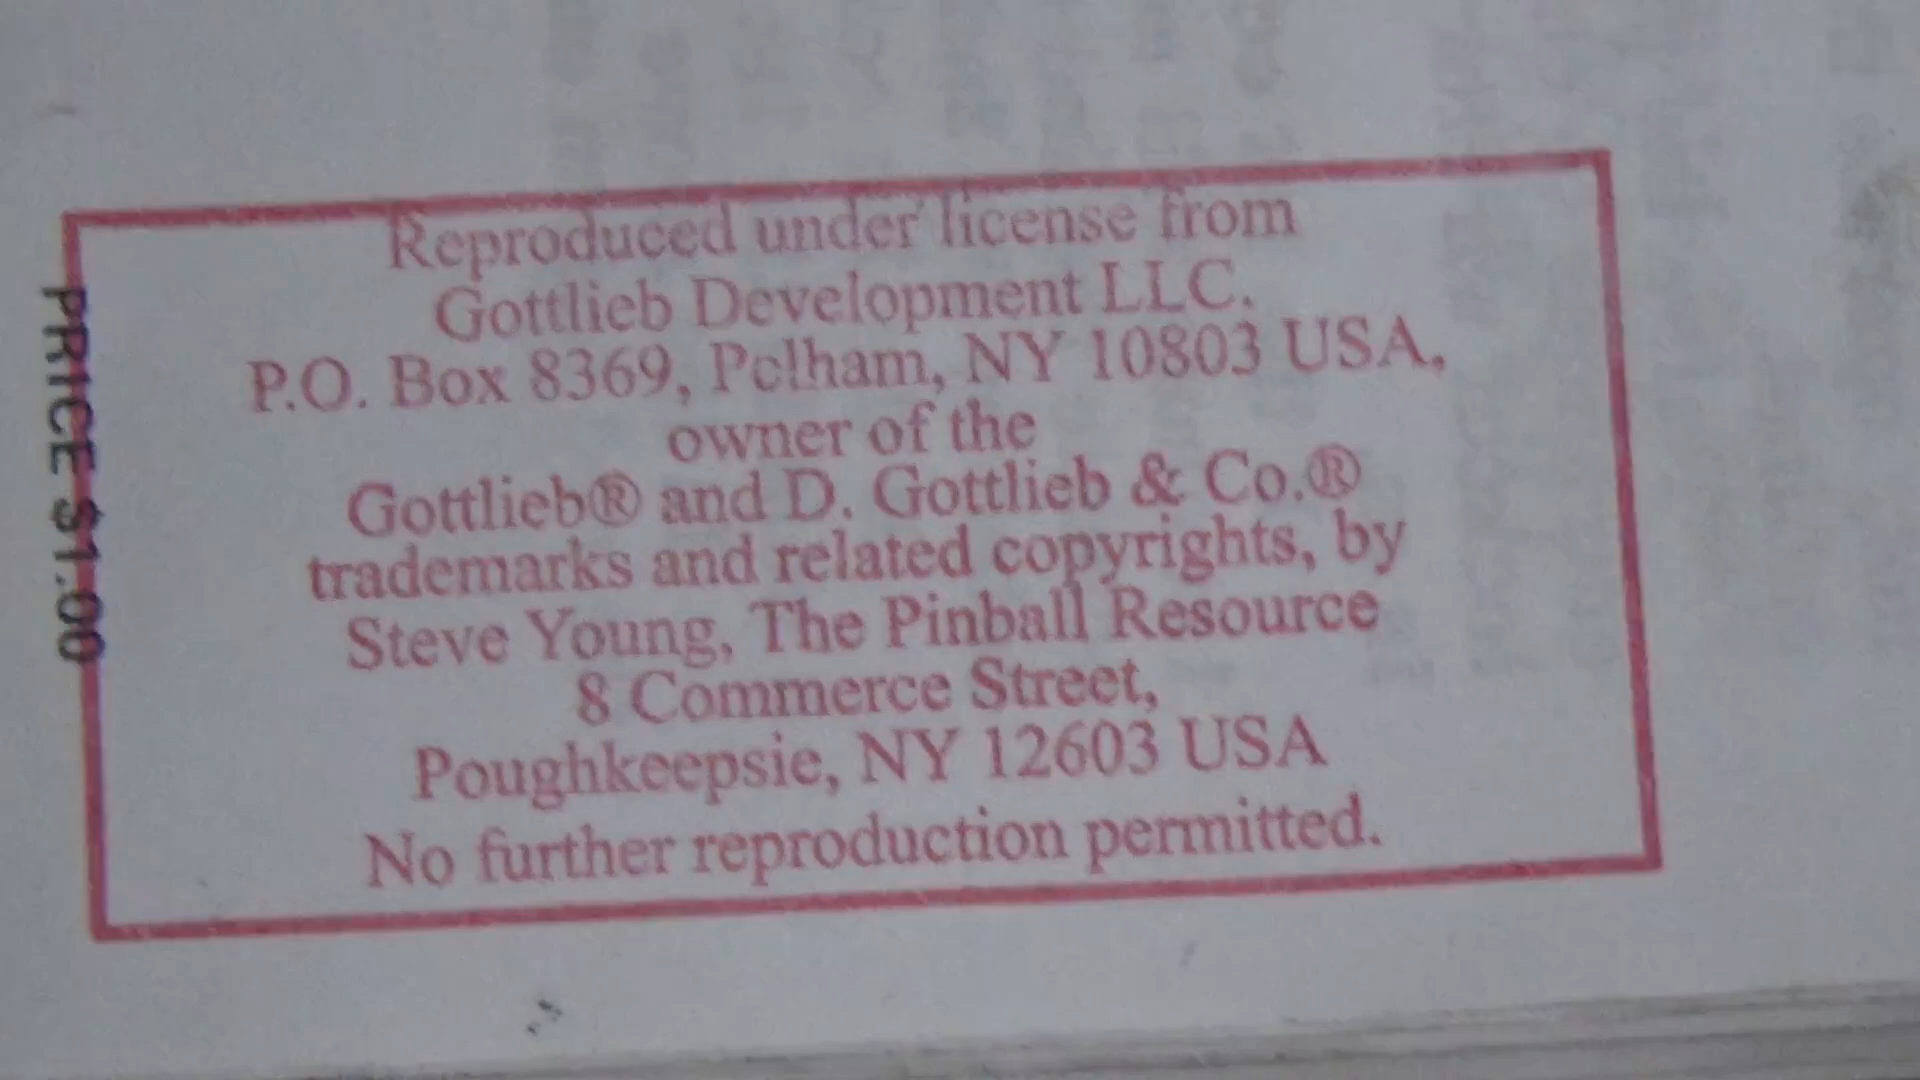 PRICE $1.00
Reproduced under license from
Gottlieb Development LLC.
P.O. Box 8369, Pelham, NY 10803 USA,
owner of the
Gottlieb® and D. Gottlieb & Co.®
trademarks and related copyrights, by
Steve Young, The Pinball Resource
8 Commerce Street,
Poughkeepsie, NY 12603 USA
No further reproduction permitted.